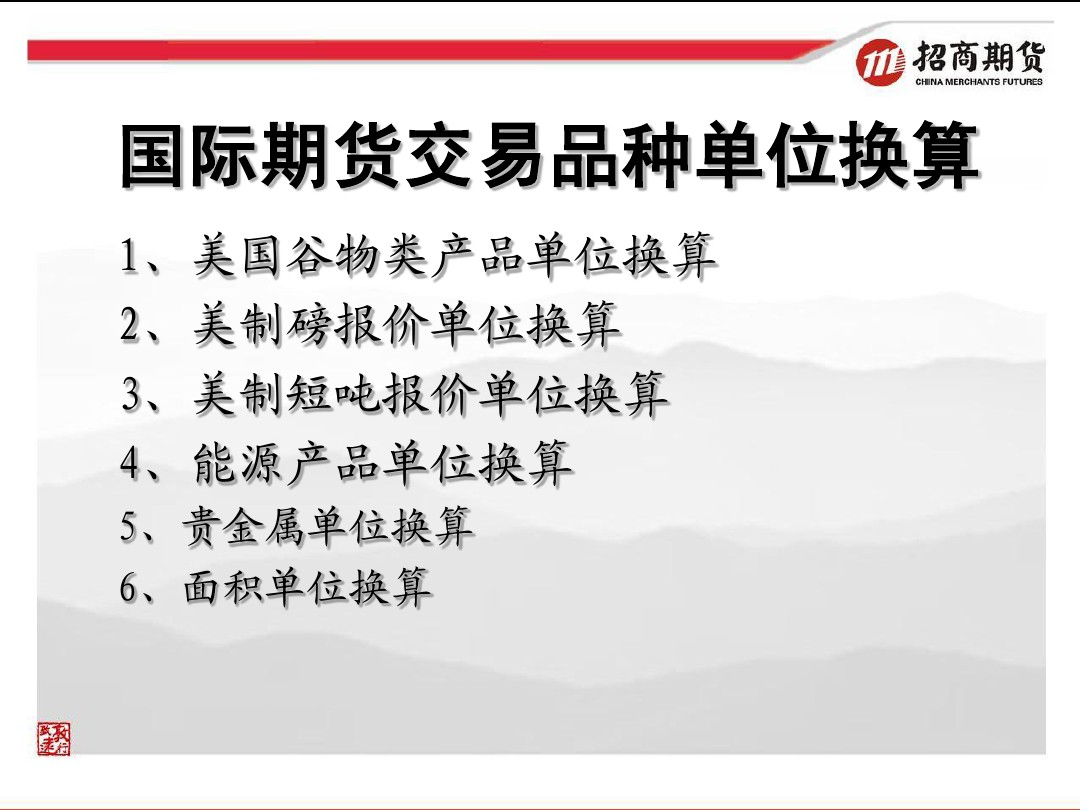 招商期货
CHINA MERCHANTS FUTURES
国际期货交易品种单位换算
1、美国谷物类产品单位换算
2、美制磅报价单位换算
3、美制短吨报价单位换算
4、能源产品单位换算
5、贵金属单位换算
6、面积单位换算